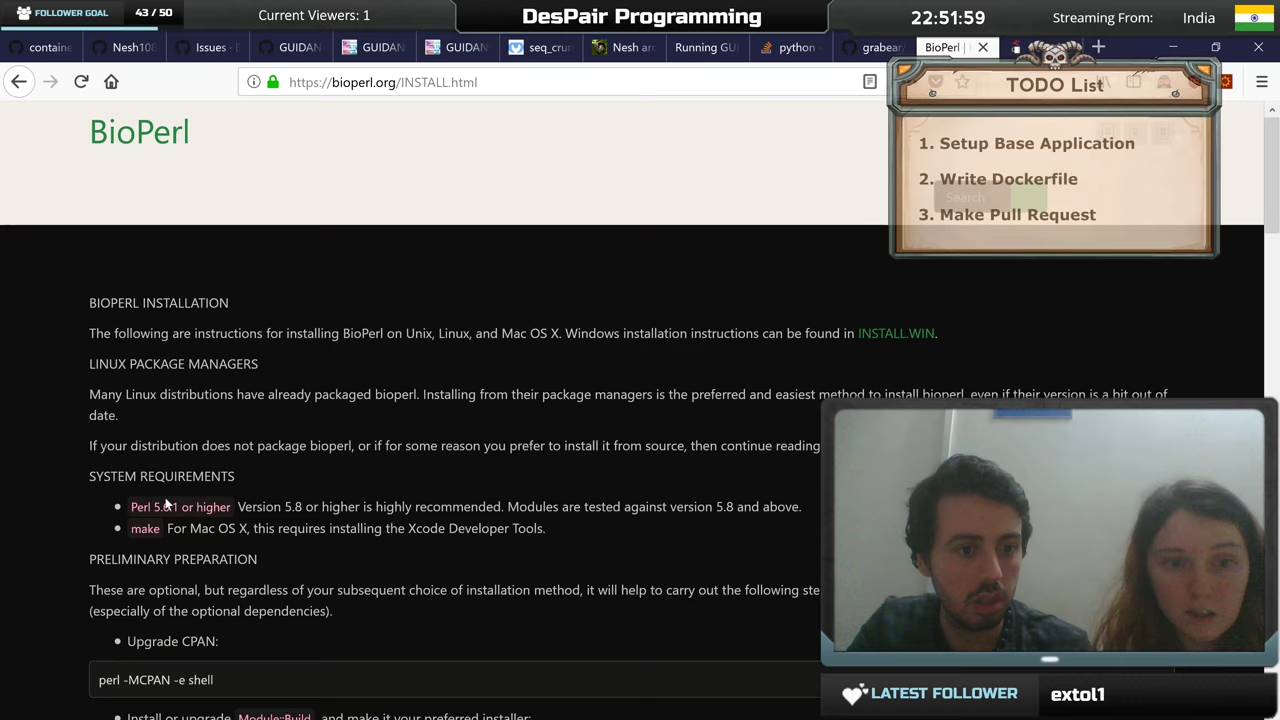 FOLLOWER GOAL
43 / 50
Current Viewers: 1
DesPair Programming
22:51:59
Streaming From:
India
containe
Nesh108
Issues · 
GUIDAN
GUIDAN
GUIDAN
seq_crun
Nesh arc
Running GUI
python -
grabear/
BioPerl |
https://bioperl.org/INSTALL.html
TODO List
1. Setup Base Application
2. Write Dockerfile
Search
3. Make Pull Request
BioPerl
BIOPERL INSTALLATION
The following are instructions for installing BioPerl on Unix, Linux, and Mac OS X. Windows installation instructions can be found in INSTALL.WIN.
LINUX PACKAGE MANAGERS
Many Linux distributions have already packaged bioperl. Installing from their package managers is the preferred and easiest method to install bioperl, even if their version is a bit out of
date.
If your distribution does not package bioperl, or if for some reason you prefer to install it from source, then continue reading
SYSTEM REQUIREMENTS
Perl 5.6.1 or higher Version 5.8 or higher is highly recommended. Modules are tested against version 5.8 and above.
make For Mac OS X, this requires installing the Xcode Developer Tools.
PRELIMINARY PREPARATION
These are optional, but regardless of your subsequent choice of installation method, it will help to carry out the following ste
(especially of the optional dependencies).
Upgrade CPAN:
perl -MCPAN -e shell
Install or upgrade Module::Build, and make it your preferred installer:
LATEST FOLLOWER
extol1